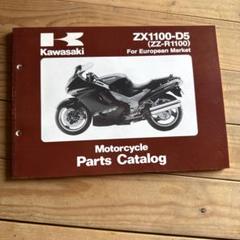 Kawasaki
ZX1100-D5
(ZZ-R1100)
For European Market
Motorcycle
Parts Catalog